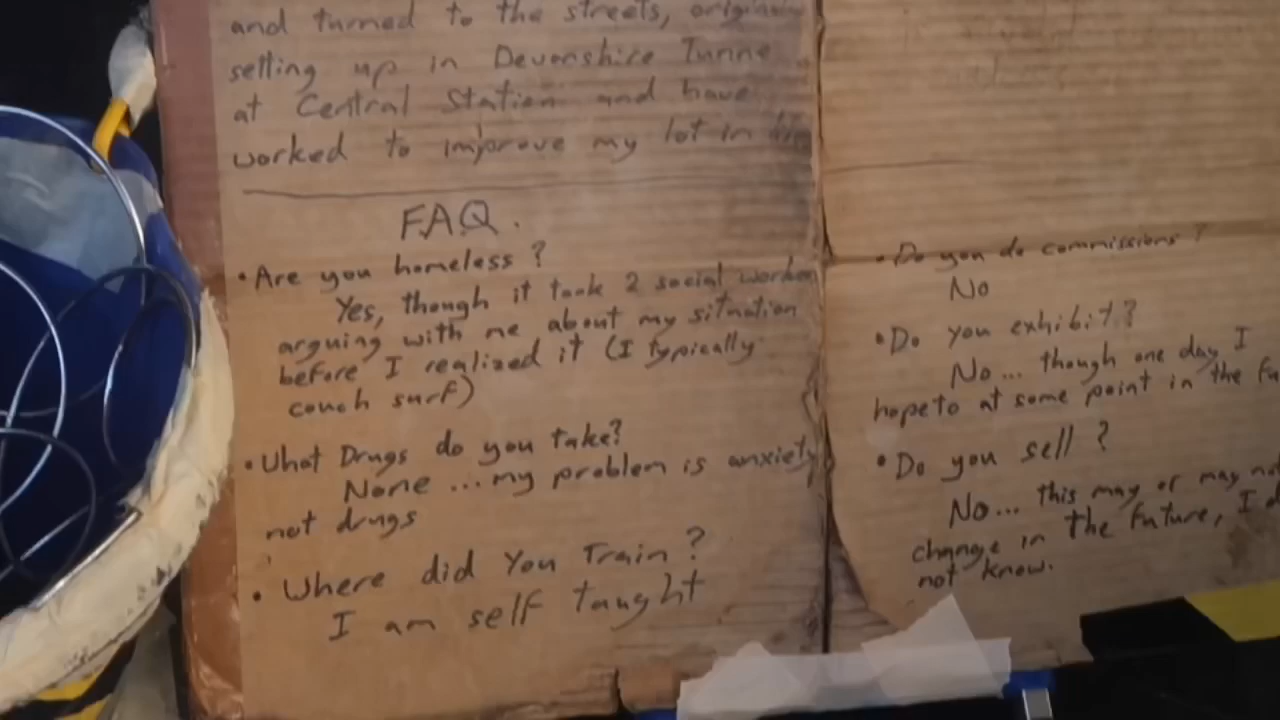 and turned to the streets,
setting up in Devonshire Tunne
at Central Station and have
worked to improve my lot in
FAQ.
• Are you homeless ?
Yes, though it took 2 social worker
arguing with me about my situation
before I realized it (I typically
couch surf)
• What Drugs do you take?
None ... my problem is anxiety
not drugs
• Where did You Train ?
I am self taught
• Do you do commissions ?
No
• Do you exhibit?
No... though one day I
hope to at some point in the fu
• Do you sell ?
No... this may or may no
change in the future, I d
not know.